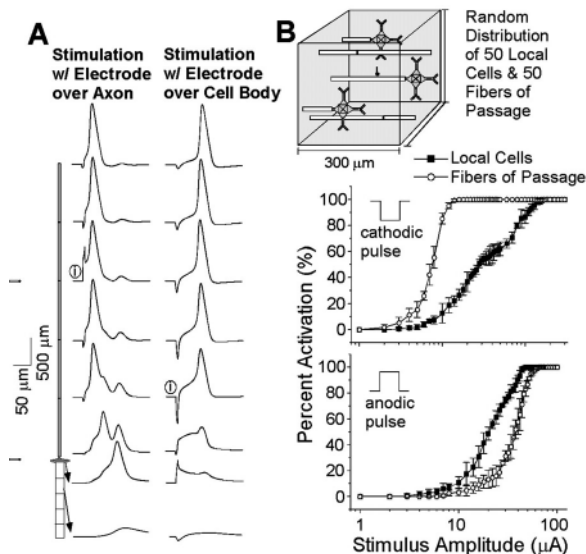 A
Stimulation
w/ Electrode
over Axon
Stimulation
w/ Electrode
over Cell Body
i
i
50 µm
500 µm
B
Random
Distribution
of 50 Local
Cells & 50
Fibers of
Passage
300 µm
Local Cells
Fibers of Passage
100
80
60
40
20
0
cathodic
pulse
Percent Activation (%)
100
80
60
40
20
0
anodic
pulse
1
10
100
Stimulus Amplitude (µA)